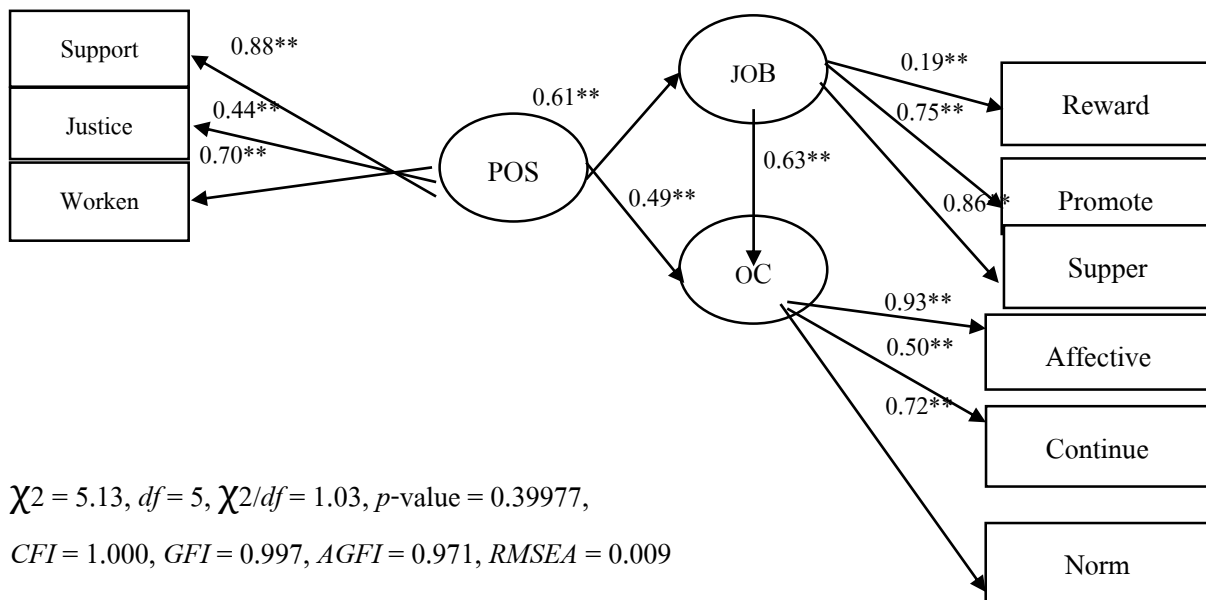 Support
0.88**
Justice
0.44**
0.70**
Worken
POS
0.61**
0.49**
JOB
0.63**
OC
0.19**
Reward
0.75**
Promote
0.86**
Supper
0.93**
Affective
0.50**
Continue
0.72**
Norm
χ2 = 5.13, df = 5, χ2/df = 1.03, p-value = 0.39977,
CFI = 1.000, GFI = 0.997, AGFI = 0.971, RMSEA = 0.009